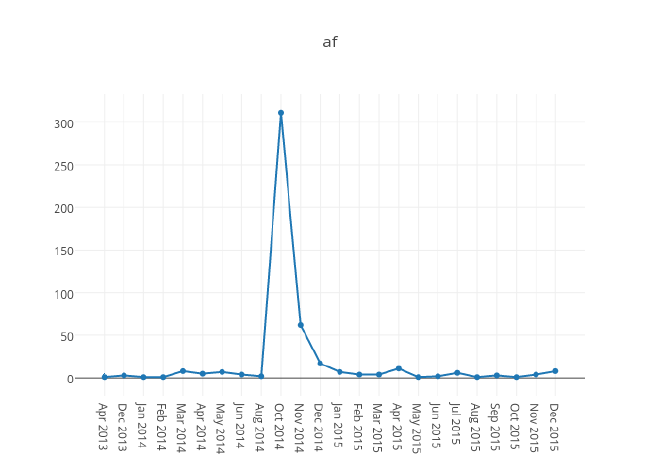 af
300
250
200
150
100
50
0
Apr 2013
Dec 2013
Jan 2014
Feb 2014
Mar 2014
Apr 2014
May 2014
Jun 2014
Aug 2014
Oct 2014
Nov 2014
Dec 2014
Jan 2015
Feb 2015
Mar 2015
Apr 2015
May 2015
Jun 2015
Jul 2015
Aug 2015
Sep 2015
Oct 2015
Nov 2015
Dec 2015